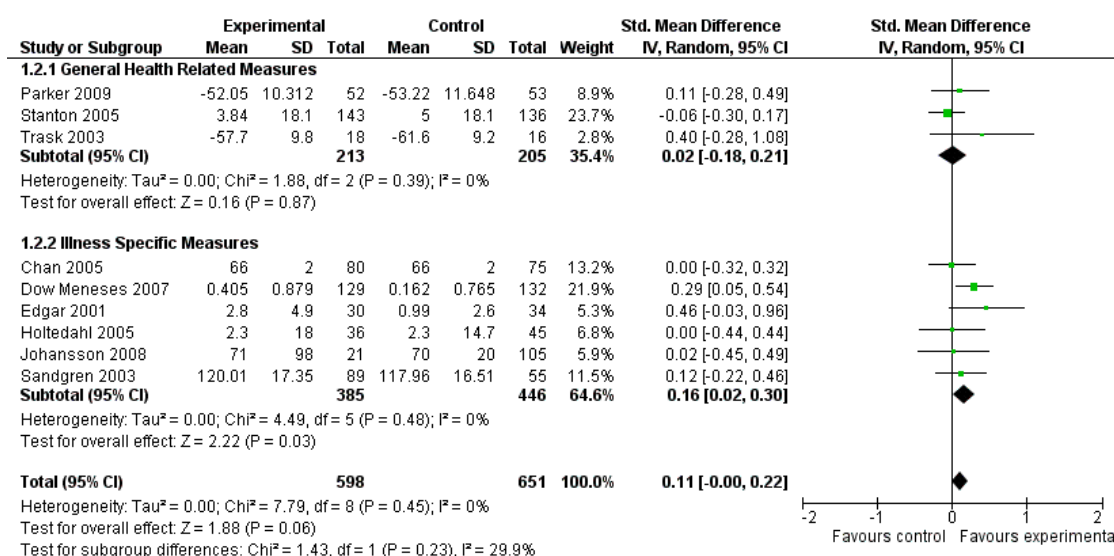 Experimental Control Std. Mean Difference Std. Mean Difference
Study or Subgroup Mean SD Total Mean SD Total Weight IV, Random, 95% CI IV, Random, 95% CI
1.2.1 General Health Related Measures
Parker 2009 -52.05 10.312 52 -53.22 11.648 53 8.9% 0.11 [-0.28, 0.49]
Stanton 2005 3.84 18.1 143 5 18.1 136 23.7% -0.06 [-0.30, 0.17]
Trask 2003 -57.7 9.8 18 -61.6 9.2 16 2.8% 0.40 [-0.28, 1.08]
Subtotal (95% CI) 213 205 35.4% 0.02 [-0.18, 0.21]
Heterogeneity: Tau² = 0.00; Chi² = 1.88, df = 2 (P = 0.39); I² = 0%
Test for overall effect: Z = 0.16 (P = 0.87)
1.2.2 Illness Specific Measures
Chan 2005 66 2 80 66 2 75 13.2% 0.00 [-0.32, 0.32]
Dow Meneses 2007 0.405 0.879 129 0.162 0.765 132 21.9% 0.29 [0.05, 0.54]
Edgar 2001 2.8 4.9 30 0.99 2.6 34 5.3% 0.46 [-0.03, 0.96]
Holtedahl 2005 2.3 18 36 2.3 14.7 45 6.8% 0.00 [-0.44, 0.44]
Johansson 2008 71 98 21 70 20 105 5.9% 0.02 [-0.45, 0.49]
Sandgren 2003 120.01 17.35 89 117.96 16.51 55 11.5% 0.12 [-0.22, 0.46]
Subtotal (95% CI) 385 446 64.6% 0.16 [0.02, 0.30]
Heterogeneity: Tau² = 0.00; Chi² = 4.49, df = 5 (P = 0.48); I² = 0%
Test for overall effect: Z = 2.22 (P = 0.03)
Total (95% CI) 598 651 100.0% 0.11 [-0.00, 0.22]
Heterogeneity: Tau² = 0.00; Chi² = 7.79, df = 8 (P = 0.45); I² = 0%
Test for overall effect: Z = 1.88 (P = 0.06)
Test for subgroup differences: Chi² = 1.43, df = 1 (P = 0.23), I² = 29.9%
-2 -1 0 1 2
Favours control Favours experimenta